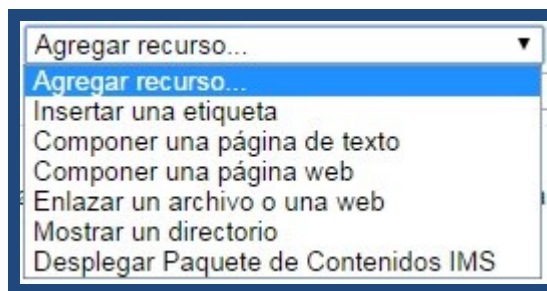 Agregar recurso...
Agregar recurso...
Insertar una etiqueta
Componer una página de texto
Componer una página web
Enlazar un archivo o una web
Mostrar un directorio
Desplegar Paquete de Contenidos IMS